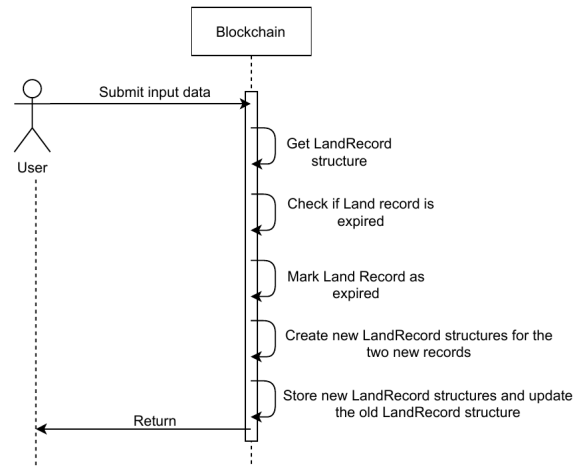 Blockchain
Submit input data
User
Get LandRecord
structure
Check if Land record is
expired
Mark Land Record as
expired
Create new LandRecord structures for the
two new records
Store new LandRecord structures and update
the old LandRecord structure
Return